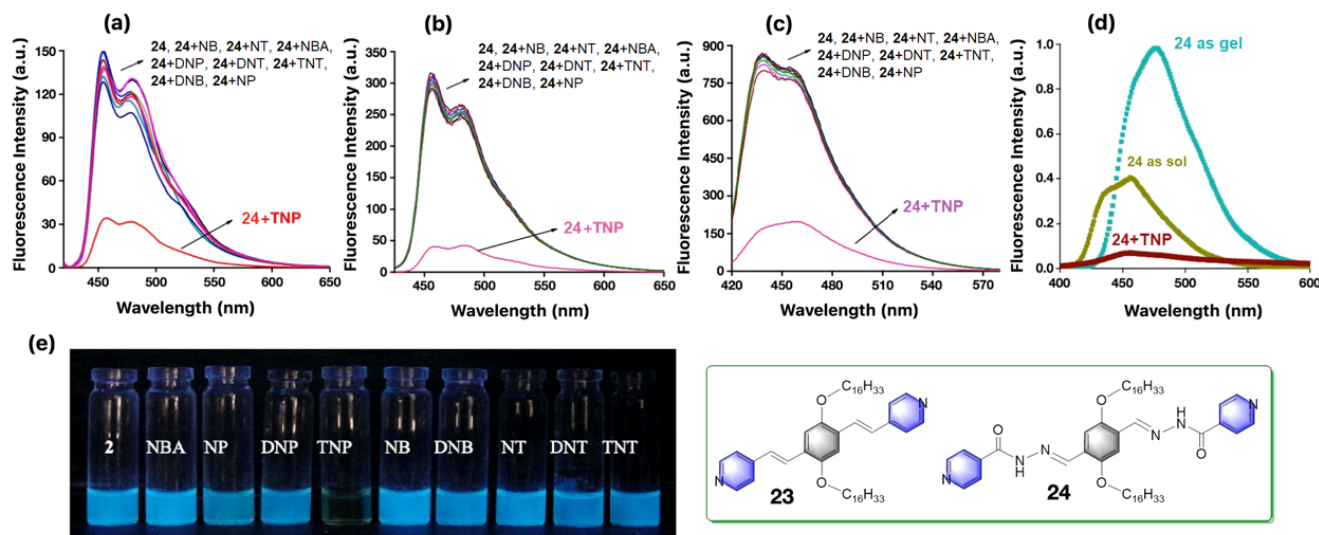 (a)
Fluorescence Intensity (a.u.)
150
120
90
60
30
0
24, 24+NB, 24+NT, 24+NBA,
24+DNP, 24+DNT, 24+TNT,
24+DNB, 24+NP
24+TNP
450 500 550 600 650
Wavelength (nm)
(b)
Fluorescence Intensity (a.u.)
350
300
250
200
150
100
50
0
24, 24+NB, 24+NT, 24+NBA,
24+DNP, 24+DNT, 24+TNT,
24+DNB, 24+NP
24+TNP
450 500 550 600 650
Wavelength (nm)
(c)
Fluorescence Intensity (a.u.)
900
750
600
450
300
150
0
24, 24+NB, 24+NT, 24+NBA,
24+DNP, 24+DNT, 24+TNT,
24+DNB, 24+NP
24+TNP
420 450 480 510 540 570
Wavelength (nm)
(d)
Fluorescence Intensity (a.u.)
1.0
0.8
0.6
0.4
0.2
0.0
24 as gel
24 as sol
24+TNP
400 450 500 550 600
Wavelength (nm)
(e)
2 NBA NP DNP TNP NB DNB NT DNT TNT
C16H33
O
N
N
O
C16H33
23
C16H33
O
N
O
H
N
N
N
NH
O
N
O
C16H33
24